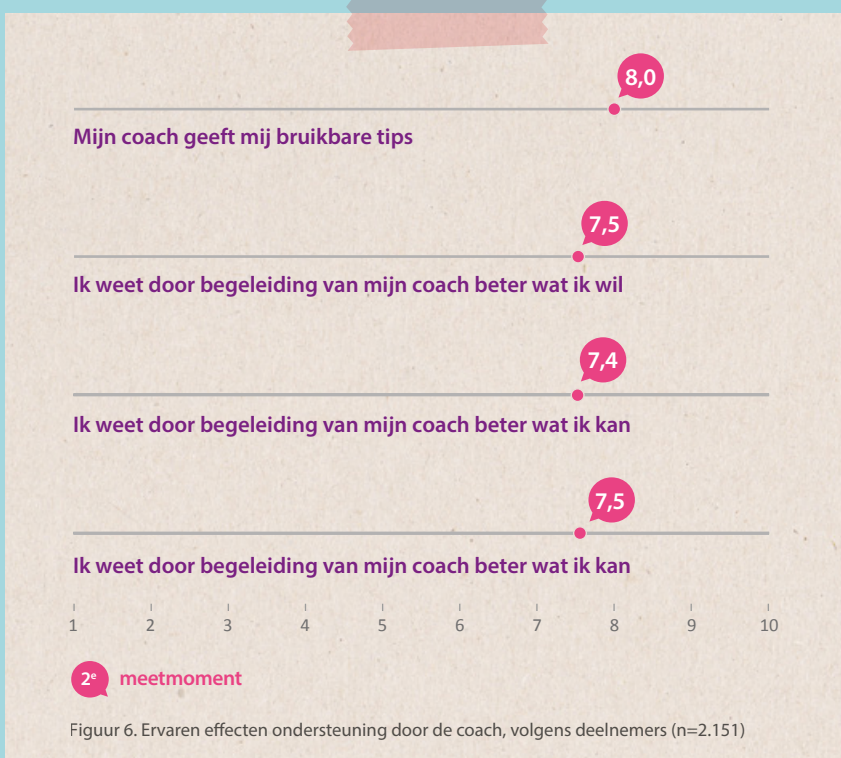 8,0
Mijn coach geeft mij bruikbare tips
7,5
Ik weet door begeleiding van mijn coach beter wat ik wil
7,4
Ik weet door begeleiding van mijn coach beter wat ik kan
7,5
Ik weet door begeleiding van mijn coach beter wat ik kan
1 2 3 4 5 6 7 8 9 10
2e meetmoment
Figuur 6. Ervaren effecten ondersteuning door de coach, volgens deelnemers (n=2.151)